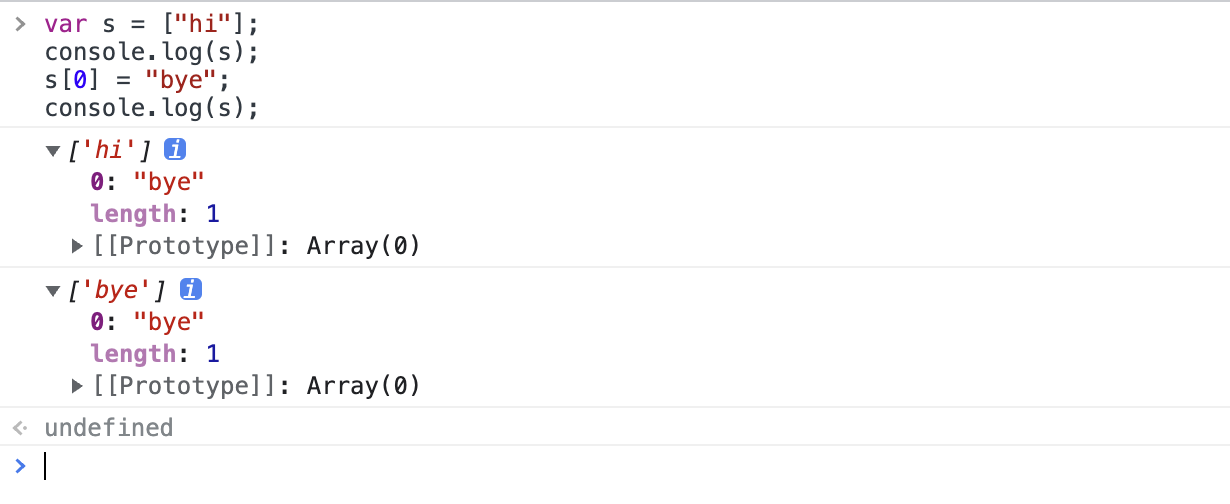 > var s = ["hi"];
console.log(s);
s[0] = "bye";
console.log(s);
▼ ['hi'] i
0: "bye"
length: 1
▶ [[Prototype]]: Array(0)
▼ ['bye'] i
0: "bye"
length: 1
▶ [[Prototype]]: Array(0)
undefined
>